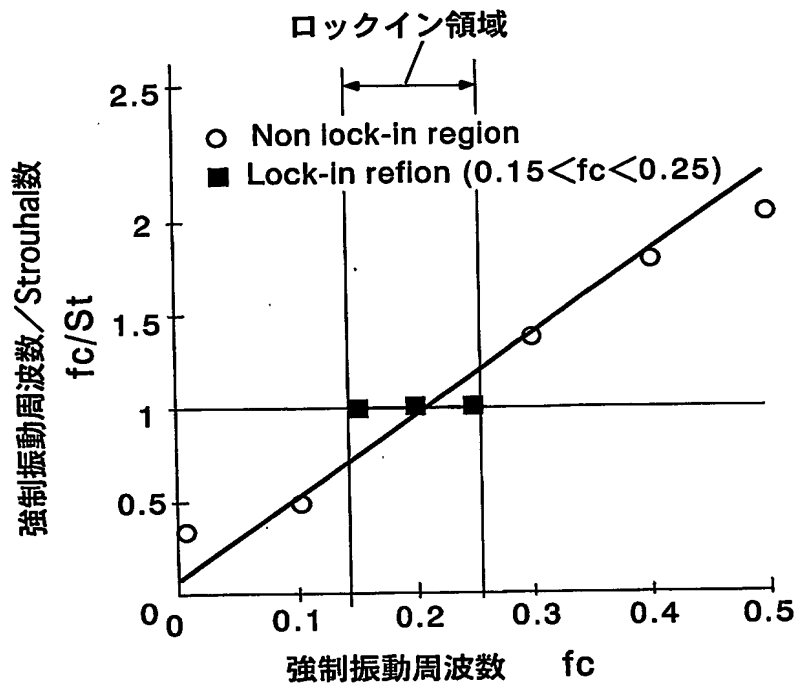 ロックイン領域
2.5
○ Non lock-in region
■ Lock-in refion (0.15<fc<0.25)
2
1.5
1
0.5
0
強制振動周波数／Strouhal数
fc/St
0 0.1 0.2 0.3 0.4 0.5
強制振動周波数 fc